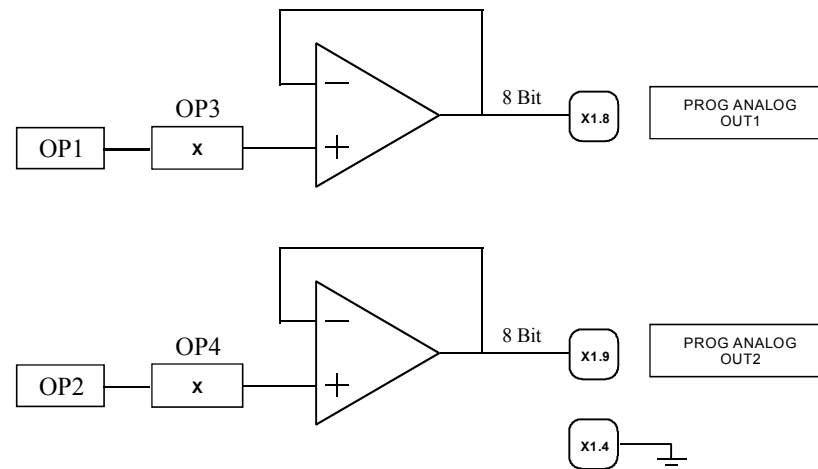 OP3
OP1
X
8 Bit
X1.8
PROG ANALOG
OUT1
OP4
OP2
X
8 Bit
X1.9
PROG ANALOG
OUT2
X1.4